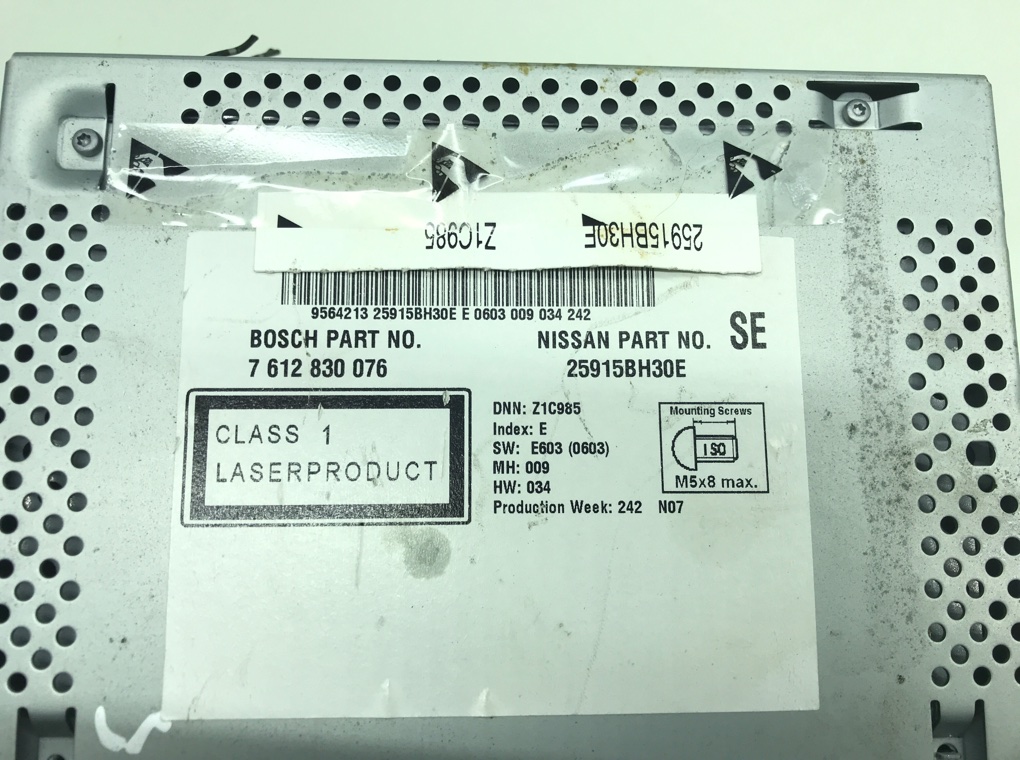 Z1C985 25915BH30E
9564213 25915BH30E E 0603 009 034 242
BOSCH PART NO. NISSAN PART NO. SE
7 612 830 076 25915BH30E
CLASS 1
LASERPRODUCT
DNN: Z1C985
Index: E
SW: E603 (0603)
MH: 009
HW: 034
Production Week: 242 N07
Mounting Screws
ISO
M5x8 max.